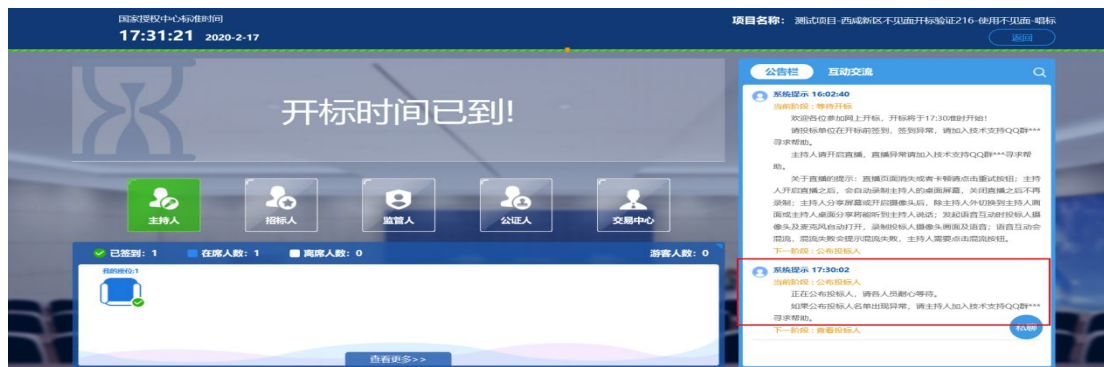 国家授权中心标准时间
17:31:21 2020-2-17
项目名称： 测试项目-西咸新区不见面开标验证216-使用不见面-唱标
返回
开标时间已到!
主持人
招标人
监管人
公证人
交易中心
已签到：1 在席人数：1 离席人数：0 游客人数：0
我的座位:1
查看更多>>
公告栏 互动交流
系统提示 16:02:40
当前阶段：等待开标
欢迎各位参加网上开标，开标将于17:30准时开始！
请投标单位在开标前签到，签到异常，请加入技术支持QQ群***
寻求帮助。
主持人请开启直播，直播异常请加入技术支持QQ群***寻求帮
助。
关于直播的提示：直播页面消失或者卡顿请点击重试按钮；主持
人开启直播之后，会自动录制主持人的桌面屏幕，关闭直播之后不再
录制；主持人分享屏幕或开启摄像头后，除主持人外切换到主持人画
面或主持人桌面分享将能听到主持人说话；发起语音互动时投标人摄
像头及麦克风自动打开，录制投标人摄像头画面及语音；语音互动会
混流，混流失败会提示混流失败，主持人需要点击混流按钮。
下一阶段：公布投标人
系统提示 17:30:02
当前阶段：公布投标人
正在公布投标人，请各人员耐心等待。
如果公布投标人名单出现异常，请主持人加入技术支持QQ群***
寻求帮助。
下一阶段：查看投标人
私聊